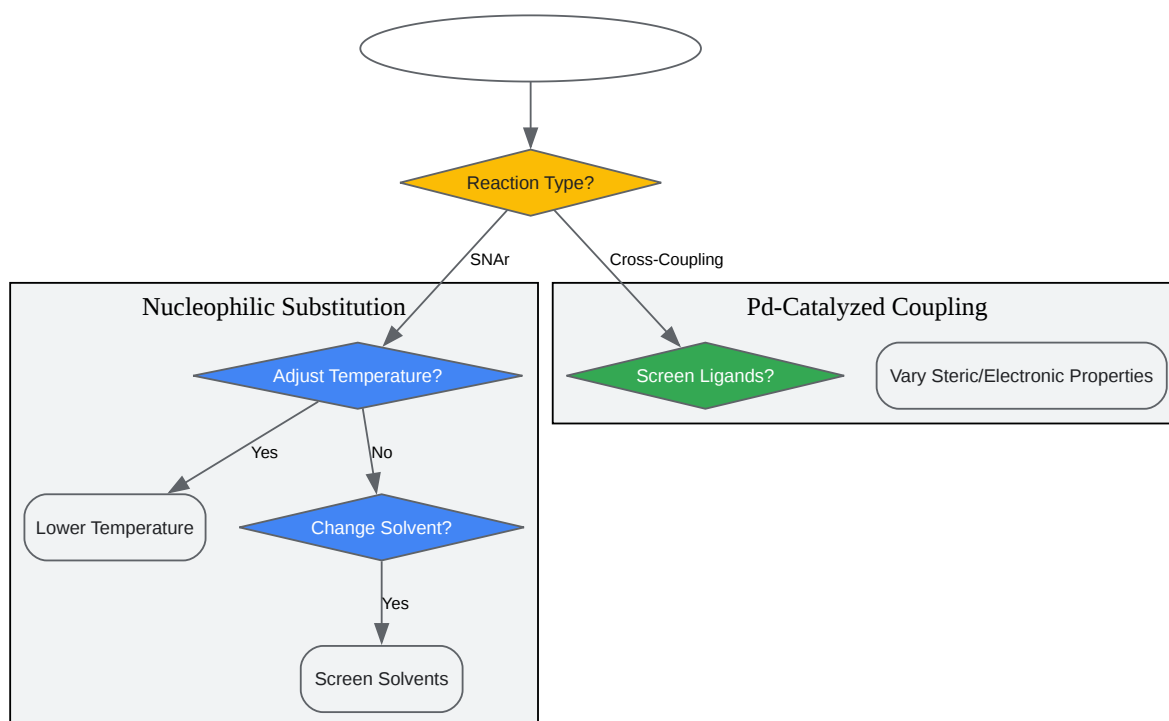 Reaction Type?
SNAr
Cross-Coupling
Nucleophilic Substitution
Pd-Catalyzed Coupling
Adjust Temperature?
Screen Ligands?
Vary Steric/Electronic Properties
Yes
No
Lower Temperature
Change Solvent?
Yes
Screen Solvents